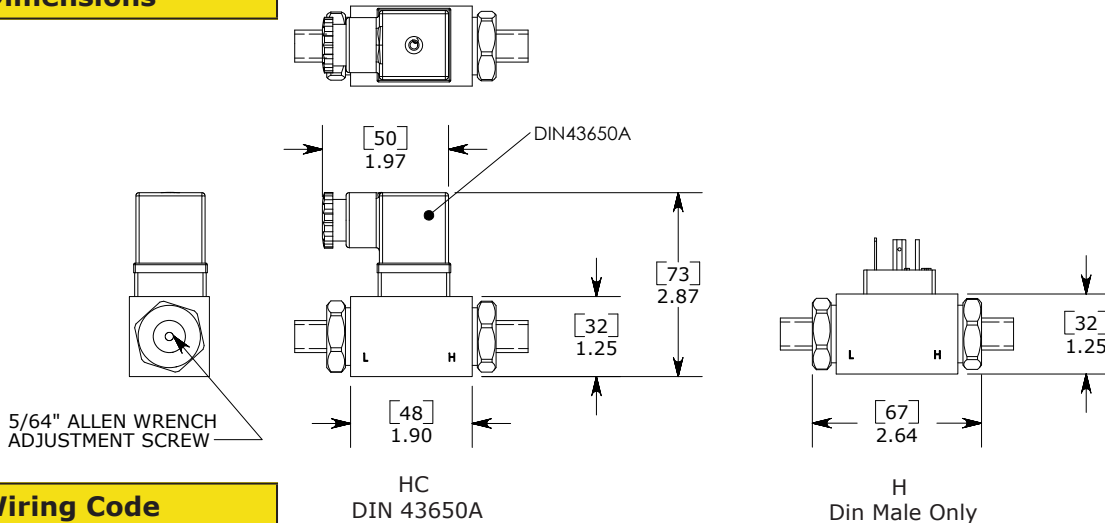 Dimensions
[50]
1.97
DIN43650A
[73]
2.87
[32]
1.25
L H
[48]
1.90
5/64" ALLEN WRENCH
ADJUSTMENT SCREW
HC
DIN 43650A
[32]
1.25
L H
[67]
2.64
H
Din Male Only
Wiring Code